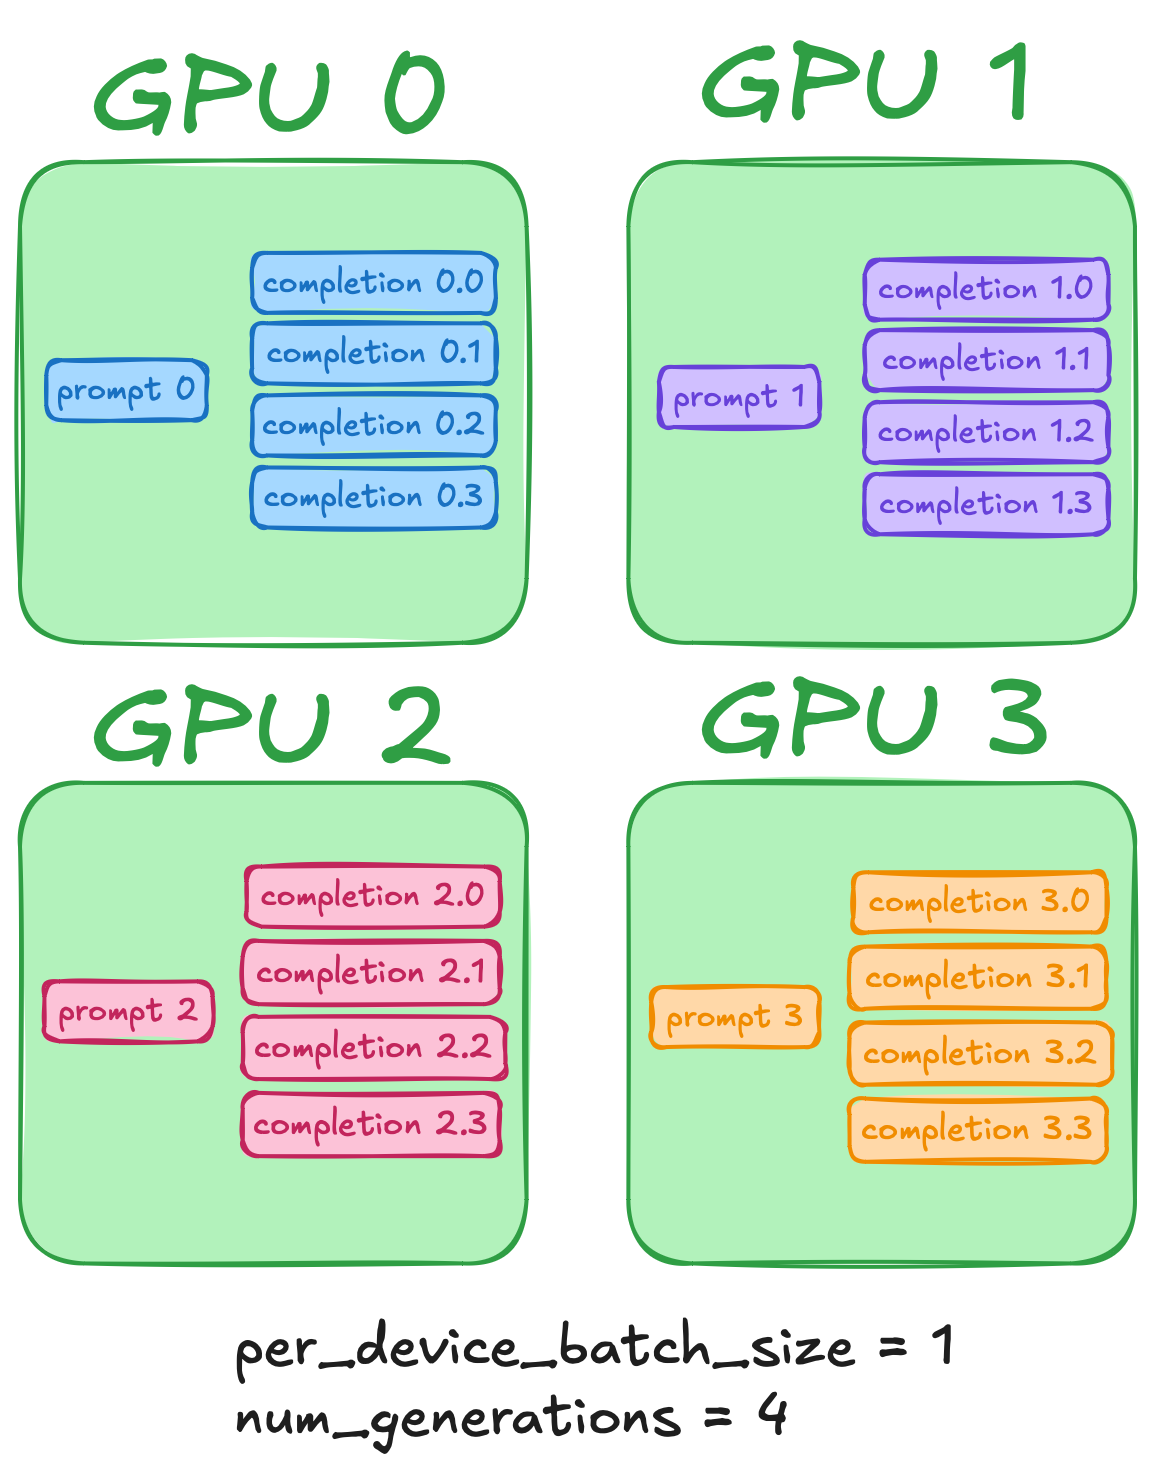 GPU 0
prompt 0
completion 0.0
completion 0.1
completion 0.2
completion 0.3
GPU 1
prompt 1
completion 1.0
completion 1.1
completion 1.2
completion 1.3
GPU 2
prompt 2
completion 2.0
completion 2.1
completion 2.2
completion 2.3
GPU 3
prompt 3
completion 3.0
completion 3.1
completion 3.2
completion 3.3
per_device_batch_size = 1
num_generations = 4